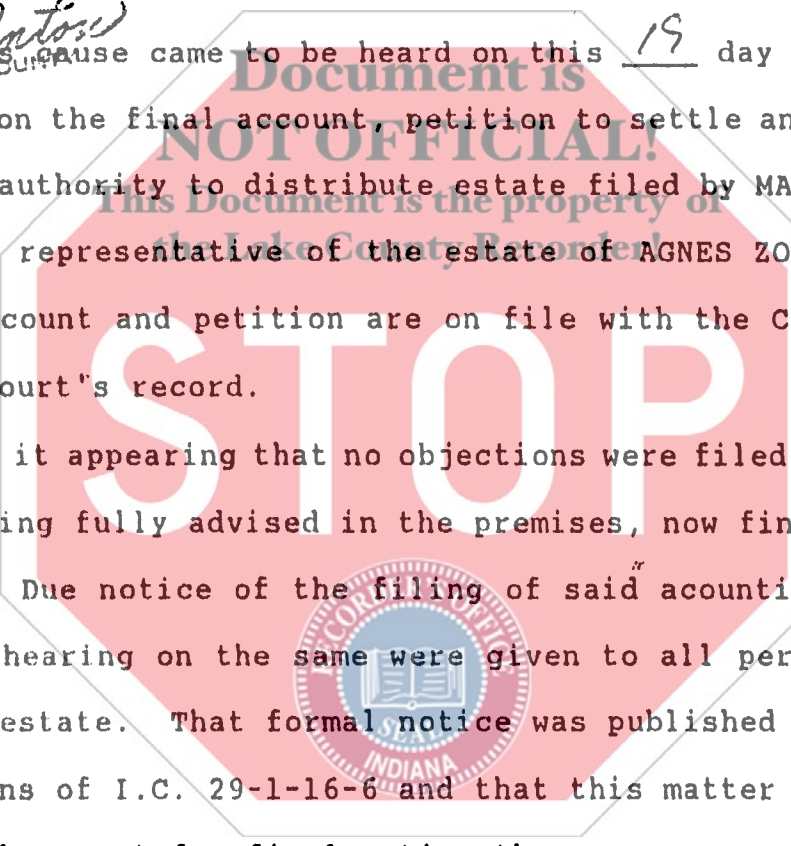 s cause came to be heard on this 19 day
on the final account, petition to settle an
authority to distribute estate filed by MA
representative of the estate of AGNES ZO
count and petition are on file with the C
ourt's record.
it appearing that no objections were filed
ing fully advised in the premises, now fin
Due notice of the filing of said acounti
hearing on the same were given to all per
estate. That formal notice was published
ns of I.C. 29-1-16-6 and that this matter
Document is
NOT OFFICIAL!
This Document is the property of
the Lake County Recorder!
STOP
RECORDER'S OFFICE
SEAL
INDIANA